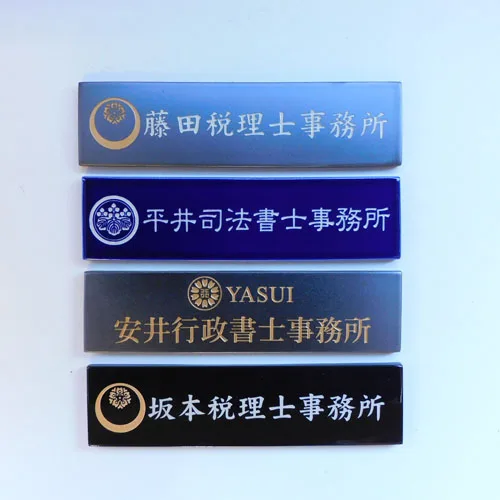 藤田税理士事務所
平井司法書士事務所
YASUI
安井行政書士事務所
坂本税理士事務所